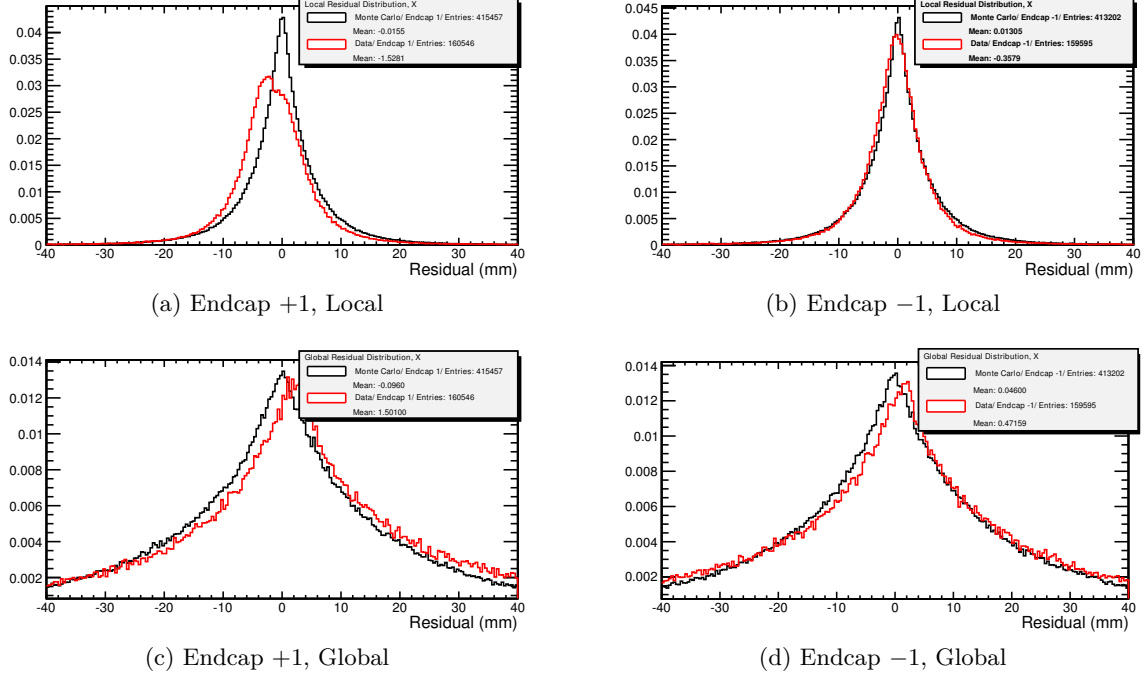 Local Residual Distribution, X
Monte Carlo/ Endcap 1/ Entries: 415457
Mean: -0.0155
Data/ Endcap 1/ Entries: 160546
Mean: -1.5281
0.04
0.035
0.03
0.025
0.02
0.015
0.01
0.005
0
-40 -30 -20 -10 0 10 20 30 40
Residual (mm)
(a) Endcap +1, Local
Local Residual Distribution, X
Monte Carlo/ Endcap -1/ Entries: 413202
Mean: 0.01305
Data/ Endcap -1/ Entries: 159595
Mean: -0.3579
0.045
0.04
0.035
0.03
0.025
0.02
0.015
0.01
0.005
0
-40 -30 -20 -10 0 10 20 30 40
Residual (mm)
(b) Endcap −1, Local
Global Residual Distribution, X
Monte Carlo/ Endcap 1/ Entries: 415457
Mean: -0.0960
Data/ Endcap 1/ Entries: 160546
Mean: 1.50100
0.014
0.012
0.01
0.008
0.006
0.004
0.002
-40 -30 -20 -10 0 10 20 30 40
Residual (mm)
(c) Endcap +1, Global
Global Residual Distribution, X
Monte Carlo/ Endcap -1/ Entries: 413202
Mean: 0.04600
Data/ Endcap -1/ Entries: 159595
Mean: 0.47159
0.014
0.012
0.01
0.008
0.006
0.004
0.002
-40 -30 -20 -10 0 10 20 30 40
Residual (mm)
(d) Endcap −1, Global